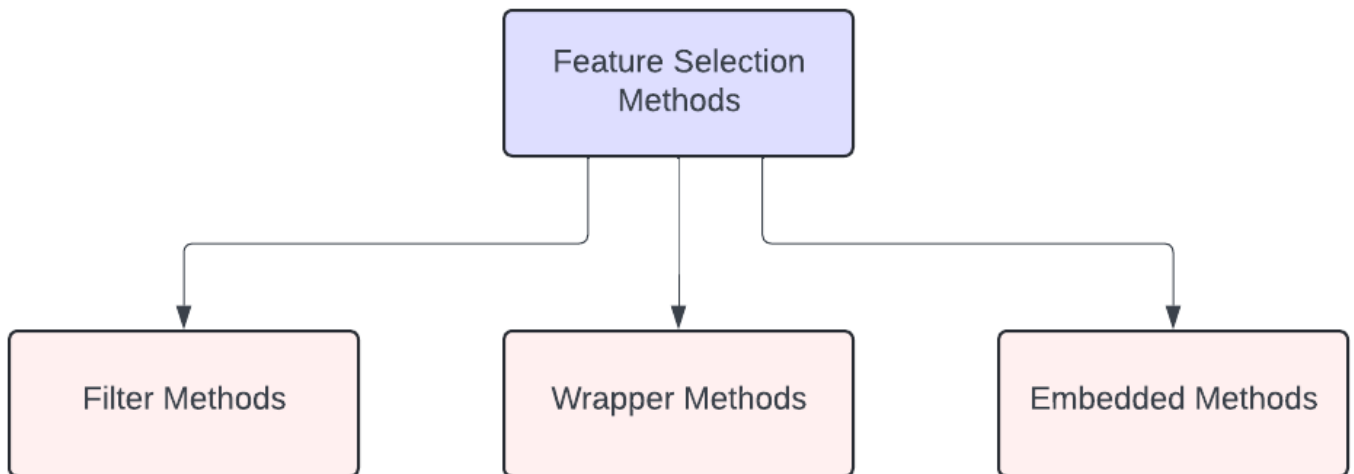 Feature Selection
Methods
Filter Methods
Wrapper Methods
Embedded Methods